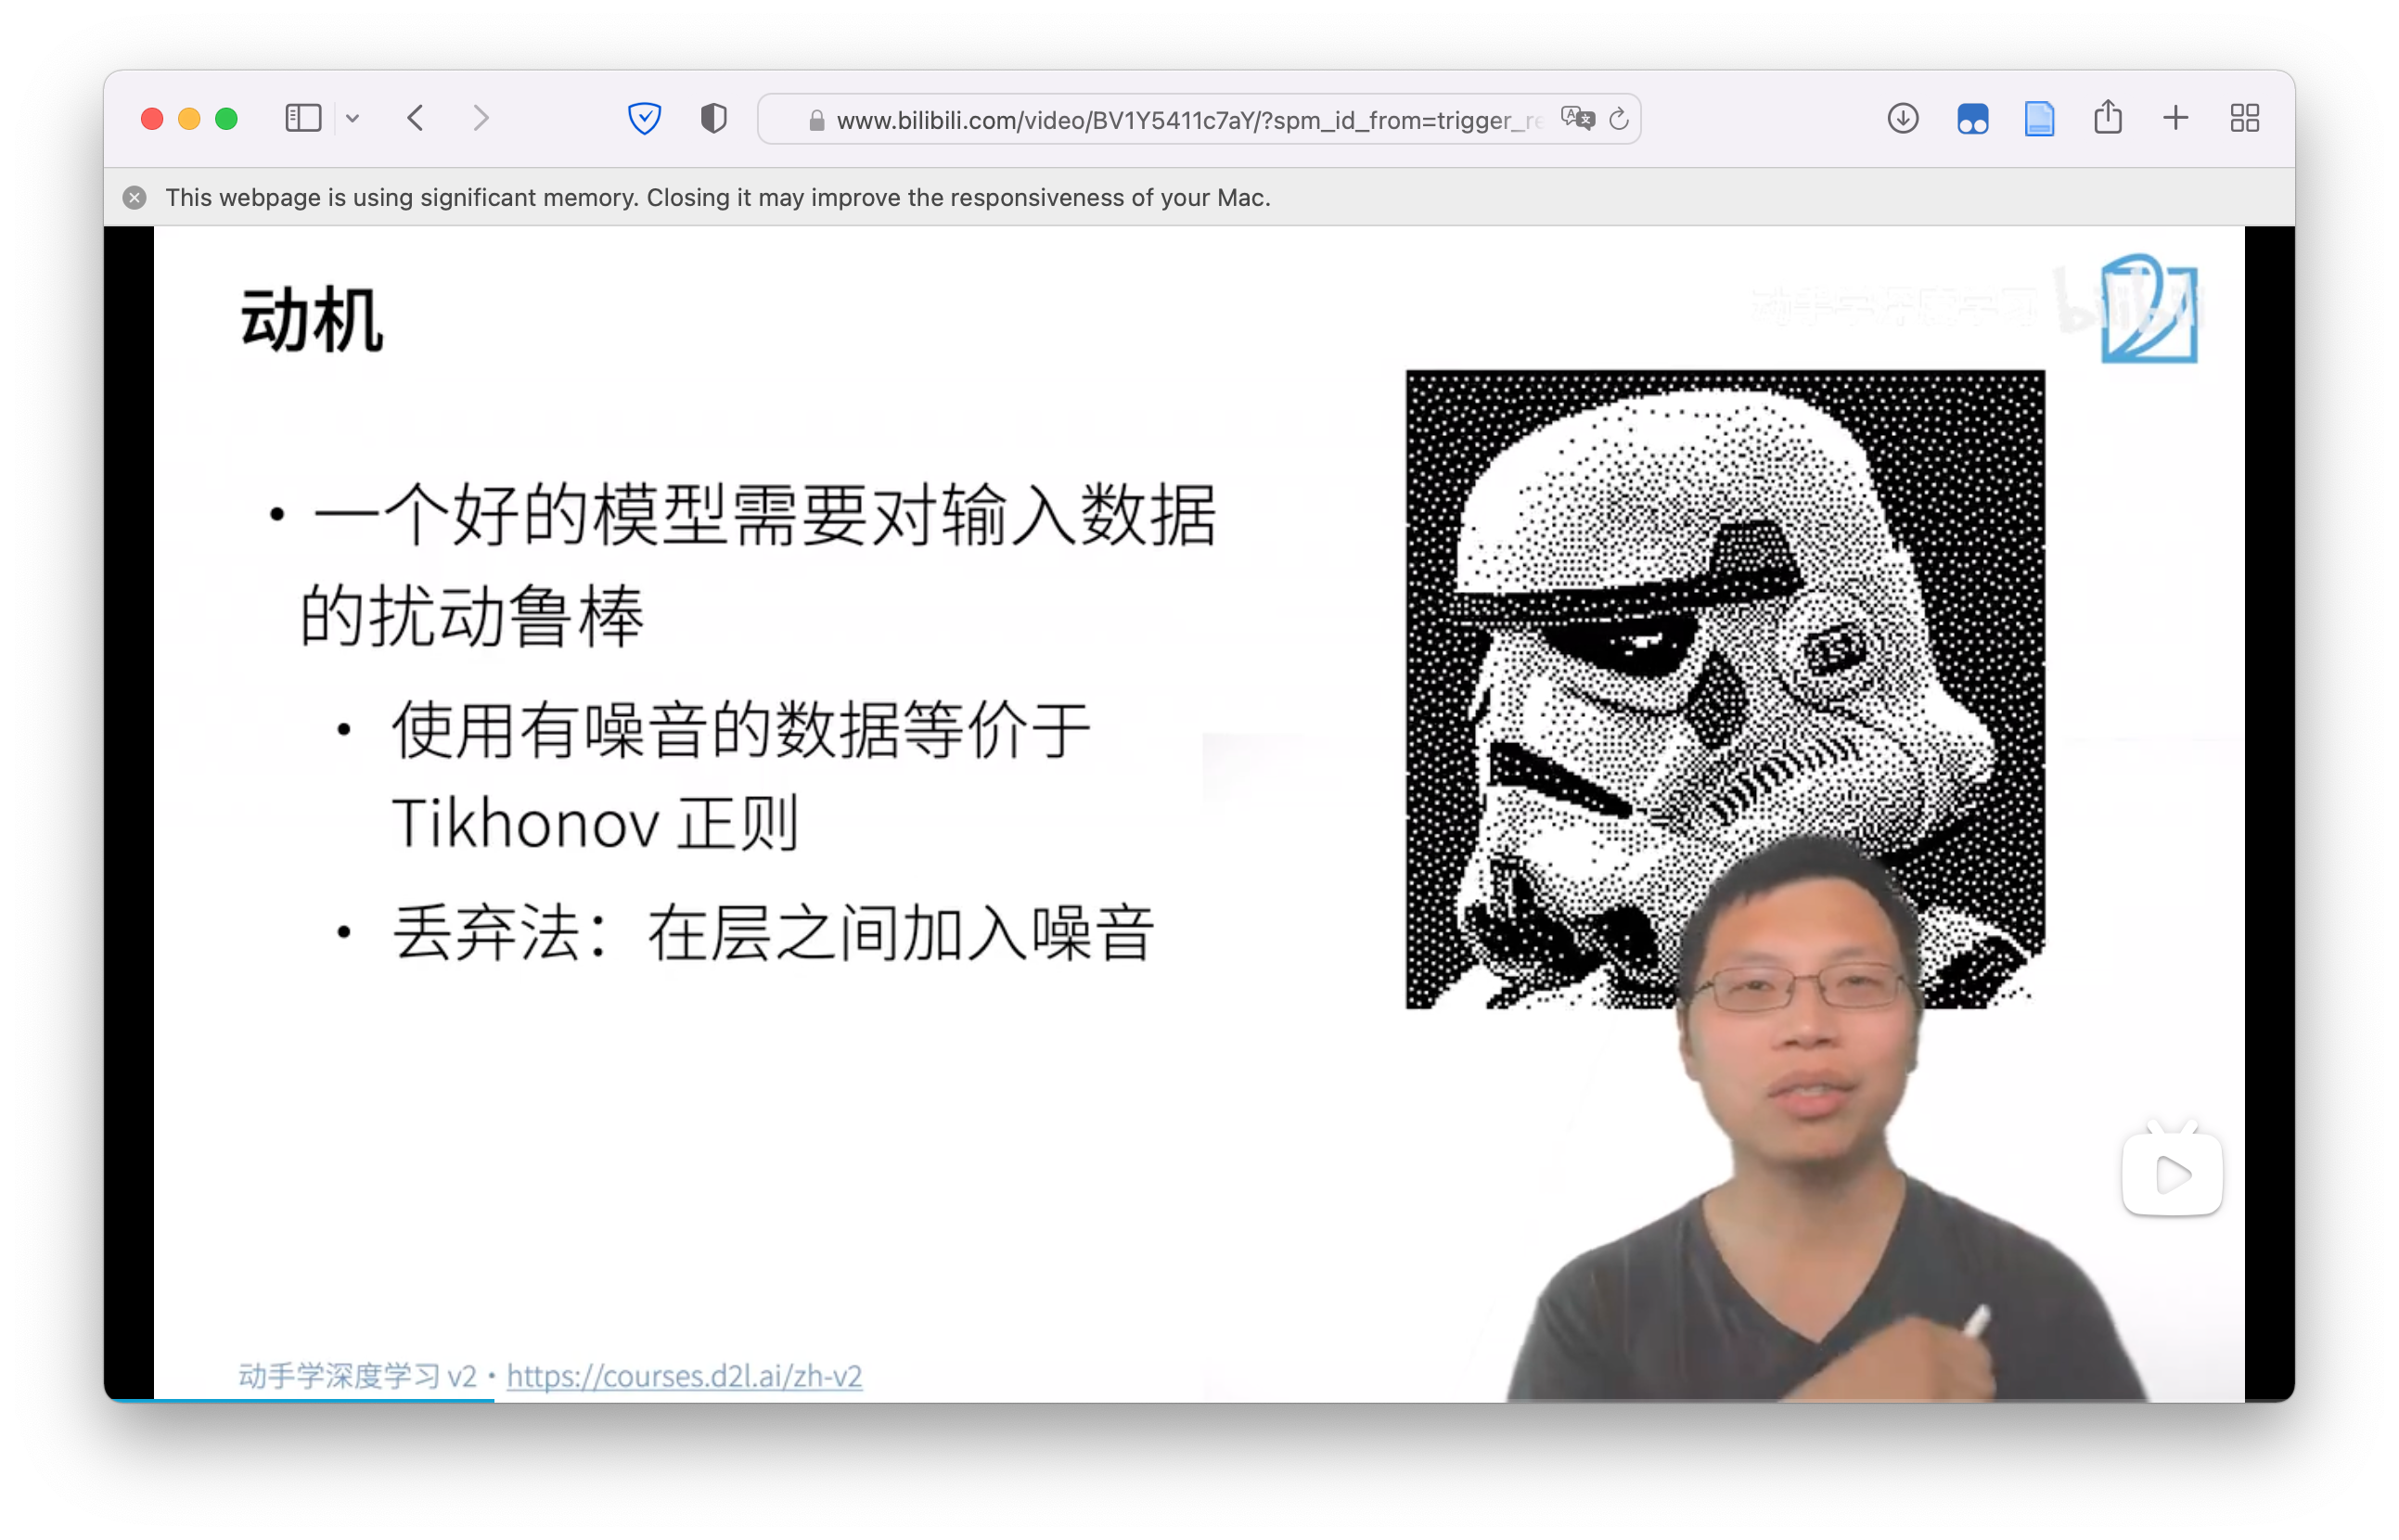 www.bilibili.com/video/BV1Y5411c7aY/?spm_id_from=trigger_re
This webpage is using significant memory. Closing it may improve the responsiveness of your Mac.
动手学深度学习 bilibili
动机
• 一个好的模型需要对输入数据
的扰动鲁棒
• 使用有噪音的数据等价于
Tikhonov 正则
• 丢弃法：在层之间加入噪音
动手学深度学习 v2 • https://courses.d2l.ai/zh-v2